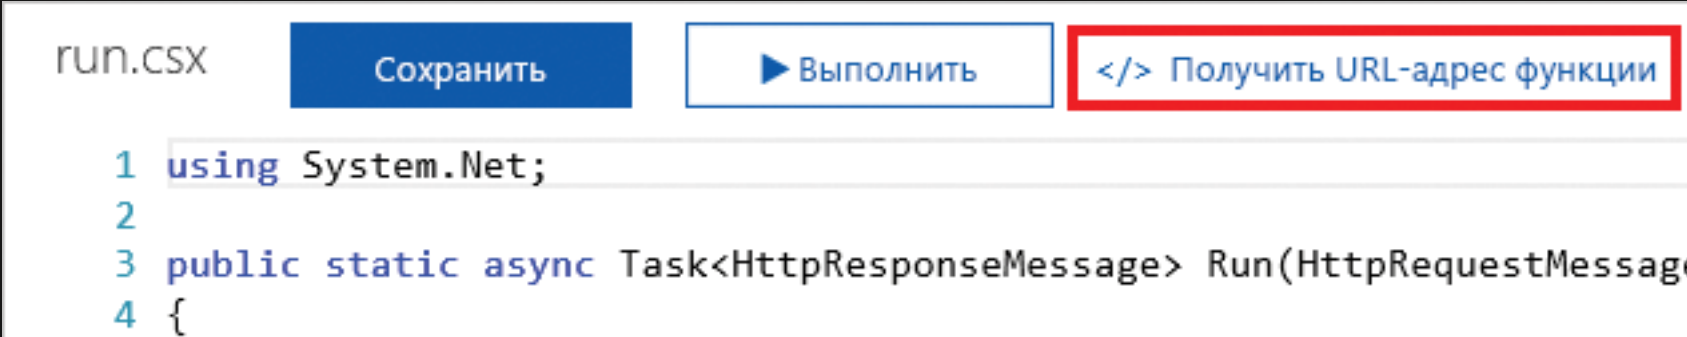 run.csx Сохранить Выполнить </> Получить URL-адрес функции
1 using System.Net;
2
3 public static async Task<HttpResponseMessage> Run(HttpRequestMessage
4 {